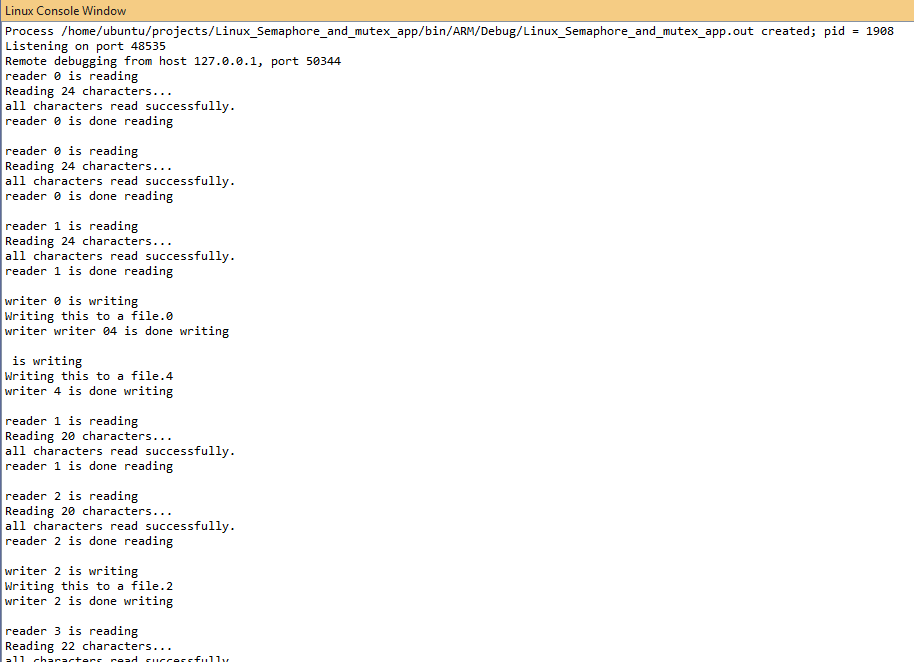 Linux Console Window
Process /home/ubuntu/projects/Linux_Semaphore_and_mutex_app/bin/ARM/Debug/Linux_Semaphore_and_mutex_app.out created; pid = 1908
Listening on port 48535
Remote debugging from host 127.0.0.1, port 50344
reader 0 is reading
Reading 24 characters...
all characters read successfully.
reader 0 is done reading
reader 0 is reading
Reading 24 characters...
all characters read successfully.
reader 0 is done reading
reader 1 is reading
Reading 24 characters...
all characters read successfully.
reader 1 is done reading
writer 0 is writing
Writing this to a file.0
writer writer 04 is done writing
is writing
Writing this to a file.4
writer 4 is done writing
reader 1 is reading
Reading 20 characters...
all characters read successfully.
reader 1 is done reading
reader 2 is reading
Reading 20 characters...
all characters read successfully.
reader 2 is done reading
writer 2 is writing
Writing this to a file.2
writer 2 is done writing
reader 3 is reading
Reading 22 characters...
all characters read successfully.